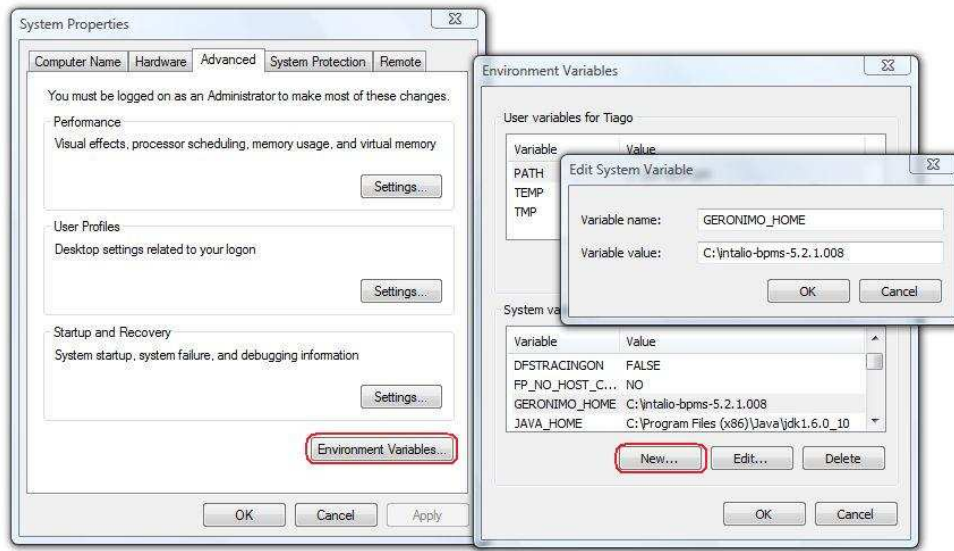 System Properties
Computer Name Hardware Advanced System Protection Remote
You must be logged on as an Administrator to make most of these changes.
Performance
Visual effects, processor scheduling, memory usage, and virtual memory
Settings...
User Profiles
Desktop settings related to your logon
Settings...
Startup and Recovery
System startup, system failure, and debugging information
Settings...
Environment Variables...
OK Cancel Apply
Environment Variables
User variables for Tiago
Variable Value
PATH
TEMP
TMP
Edit System Variable
Variable name: GERONIMO_HOME
Variable value: C:\intalio-bpms-5.2.1.008
OK Cancel
System va
Variable Value
DFSTRACINGON FALSE
FP_NO_HOST_C... NO
GERONIMO_HOME C:\intalio-bpms-5.2.1.008
JAVA_HOME C:\Program Files (x86)\Java\jdk1.6.0_10
New... Edit... Delete
OK Cancel